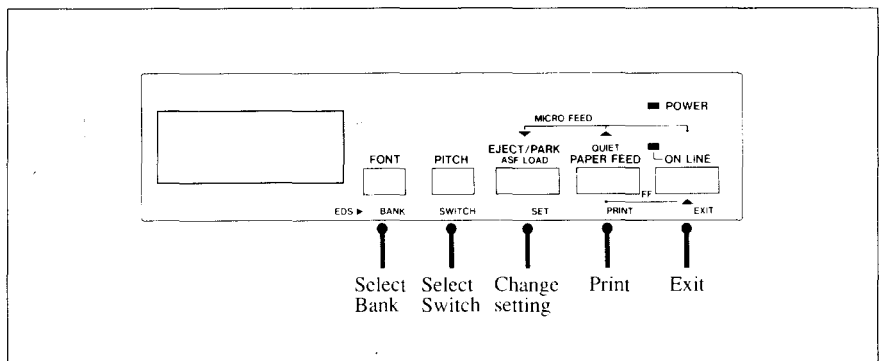 POWER
MICRO FEED
EJECT/PARK QUIET
FONT PITCH ASF LOAD PAPER FEED ON LINE
FF
EDS ▶ BANK SWITCH SET PRINT EXIT
Select Select Change Print Exit
Bank Switch setting